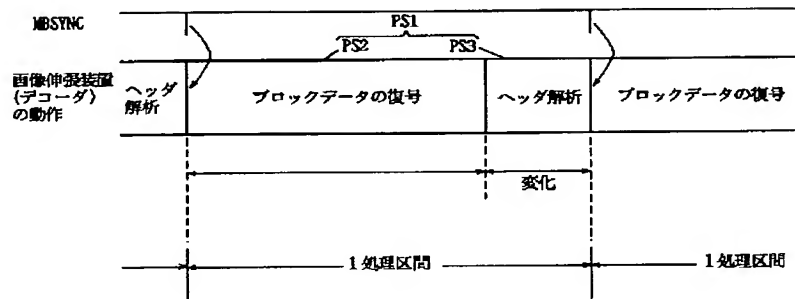 MBSYNC
PS1
PS2
PS3
画像伸張装置
(デコーダ)
の動作
ヘッダ
解析
ブロックデータの復号
ヘッダ解析
ブロックデータの復号
変化
1処理区間
1処理区間